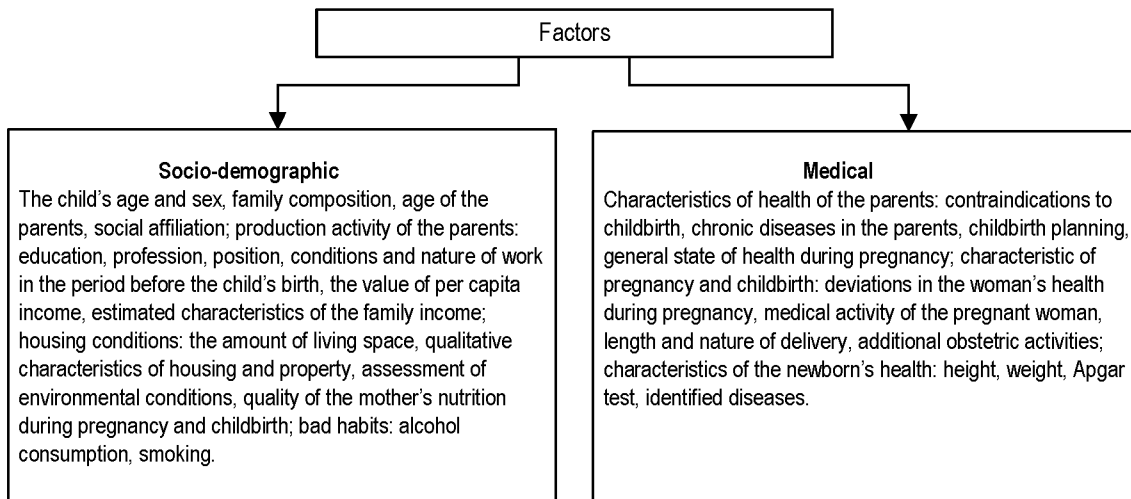 Factors
Socio-demographic
The child's age and sex, family composition, age of the
parents, social affiliation; production activity of the parents:
education, profession, position, conditions and nature of work
in the period before the child's birth, the value of per capita
income, estimated characteristics of the family income;
housing conditions: the amount of living space, qualitative
characteristics of housing and property, assessment of
environmental conditions, quality of the mother's nutrition
during pregnancy and childbirth; bad habits: alcohol
consumption, smoking.
Medical
Characteristics of health of the parents: contraindications to
childbirth, chronic diseases in the parents, childbirth planning,
general state of health during pregnancy; characteristic of
pregnancy and childbirth: deviations in the woman's health
during pregnancy, medical activity of the pregnant woman,
length and nature of delivery, additional obstetric activities;
characteristics of the newborn's health: height, weight, Apgar
test, identified diseases.